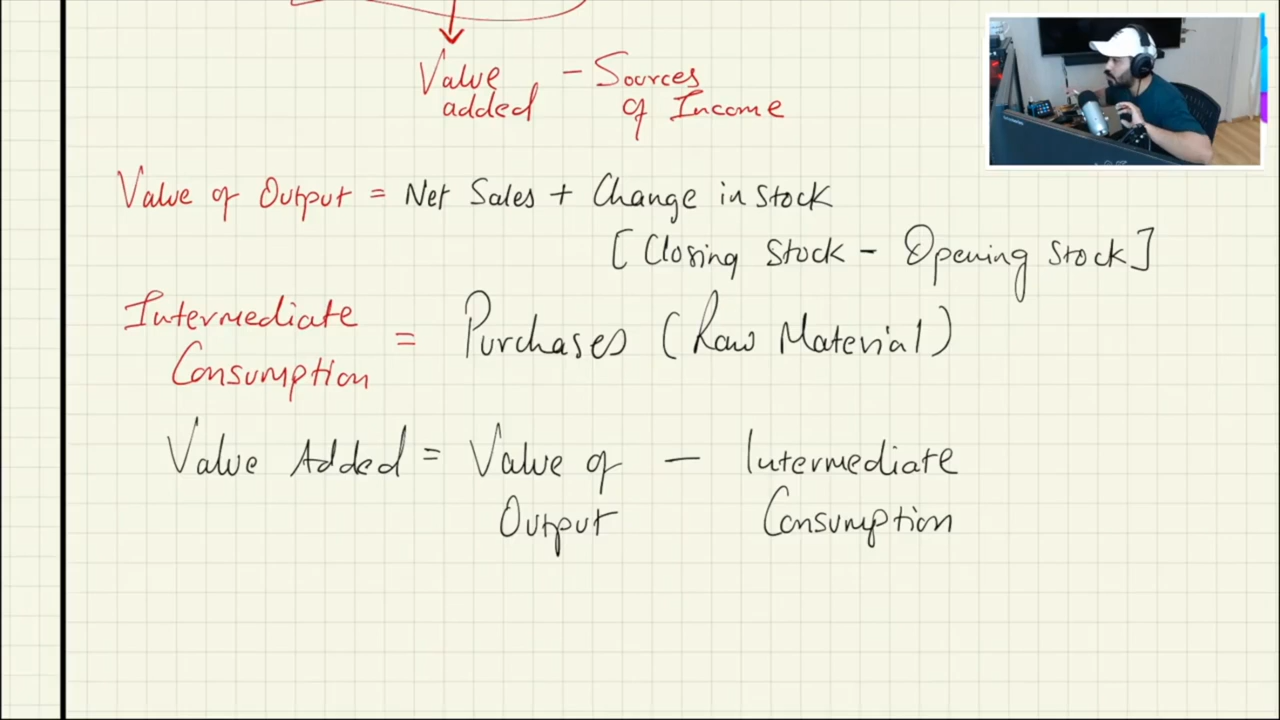 Value - Sources
added of Income
Value of Output = Net Sales + Change in Stock
[Closing Stock - Opening Stock]
Intermediate
Consumption = Purchases (Raw Material)
Value Added = Value of - Intermediate
Output Consumption